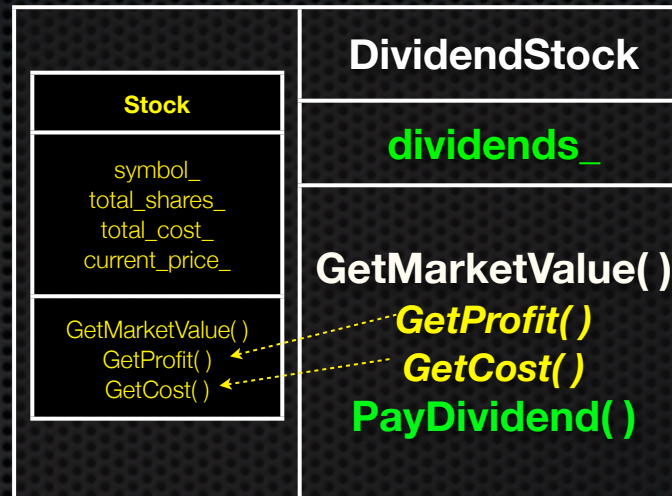 Stock
symbol_
total_shares_
total_cost_
current_price_
GetMarketValue( )
GetProfit( )
GetCost( )
DividendStock
dividends_
GetMarketValue( )
GetProfit( )
GetCost( )
PayDividend( )